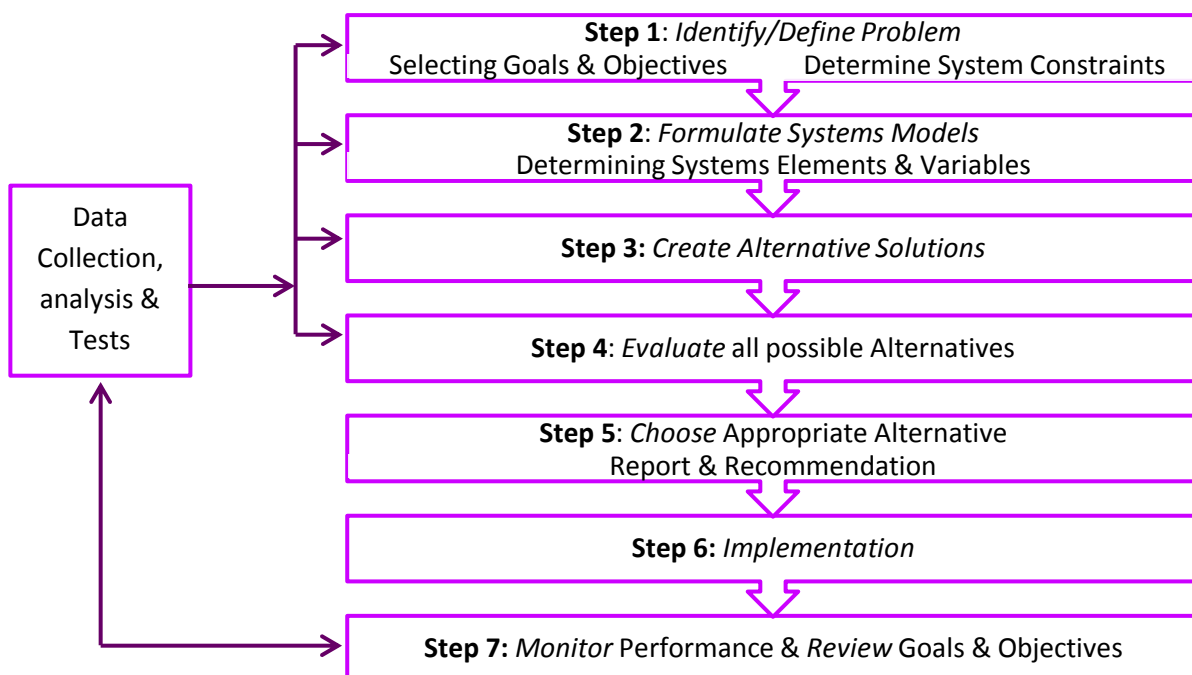 Step 1: Identify/Define Problem
Selecting Goals & Objectives Determine System Constraints
Step 2: Formulate Systems Models
Determining Systems Elements & Variables
Data
Collection,
analysis &
Tests
Step 3: Create Alternative Solutions
Step 4: Evaluate all possible Alternatives
Step 5: Choose Appropriate Alternative
Report & Recommendation
Step 6: Implementation
Step 7: Monitor Performance & Review Goals & Objectives